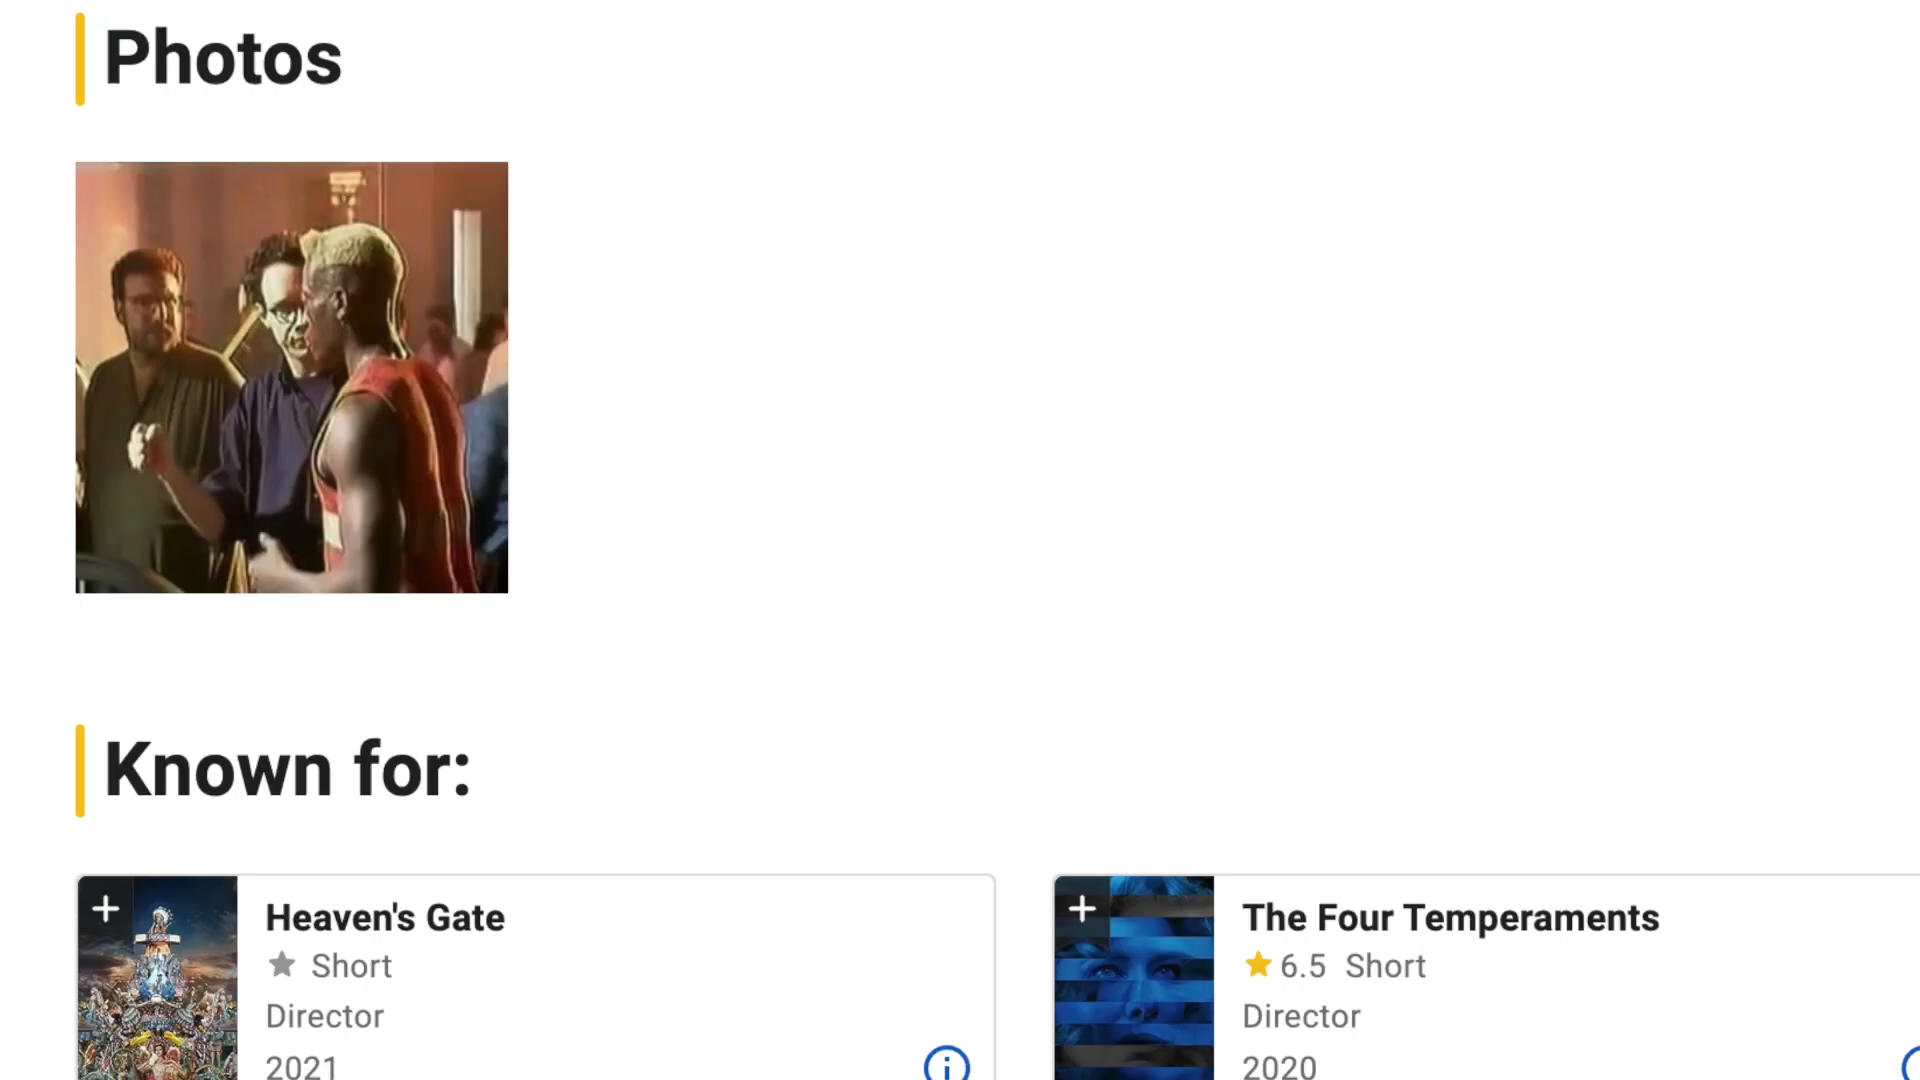 Photos
Known for:
Heaven's Gate
Short
Director
2021
The Four Temperaments
6.5 Short
Director
2020